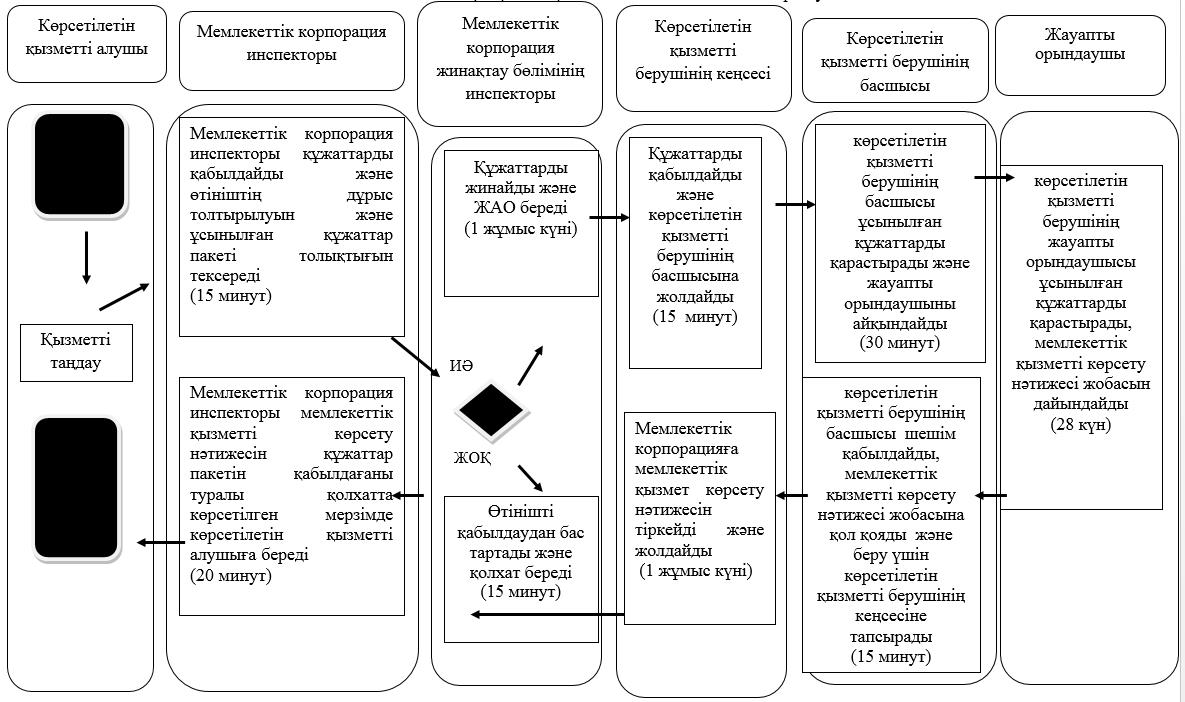 Көрсетілетін
қызметті алушы
Мемлекеттік корпорация
инспекторы
Мемлекеттік
корпорация
жинақтау бөлімінің
инспекторы
Көрсетілетін
қызметті
берушінің кеңсесі
Көрсетілетін
қызметті берушінің
басшысы
Жауапты
орындаушы
Қызметті
таңдау
Мемлекеттік корпорация
инспекторы құжаттарды
қабылдайды және
өтініштің дұрыс
толтырылуын және
ұсынылған құжаттар
пакеті толықтығын
тексереді
(15 минут)
Мемлекеттік корпорация
инспекторы мемлекеттік
қызметті көрсету
нәтижесін құжаттар
пакетін қабылдағаны
туралы қолхатта
көрсетілген мерзімде
көрсетілетін қызметті
алушыға береді
(20 минут)
Құжаттарды
жинайды және
ЖАО береді
(1 жұмыс күні)
ИӘ
ЖОҚ
Өтінішті
қабылдаудан бас
тартады және
қолхат береді
(15 минут)
Құжаттарды
қабылдайды
және
көрсетілетін
қызметті
берушінің
басшысына
жолдайды
(15 минут)
Мемлекеттік
корпорацияға
мемлекеттік
қызмет көрсету
нәтижесін
тіркейді және
жолдайды
(1 жұмыс күні)
көрсетілетін
қызметті
берушінің
басшысы
ұсынылған
құжаттарды
қарастырады және
жауапты
орындаушыны
айқындайды
(30 минут)
көрсетілетін
қызметті берушінің
басшысы шешім
қабылдайды,
мемлекеттік
қызметті көрсету
нәтижесі жобасына
қол қояды және
беру үшін
көрсетілетін
қызметті берушінің
кеңсесіне
тапсырады
(15 минут)
көрсетілетін
қызметті
берушінің
жауапты
орындаушысы
ұсынылған
құжаттарды
қарастырады,
мемлекеттік
қызметті көрсету
нәтижесі жобасын
дайындайды
(28 күн)